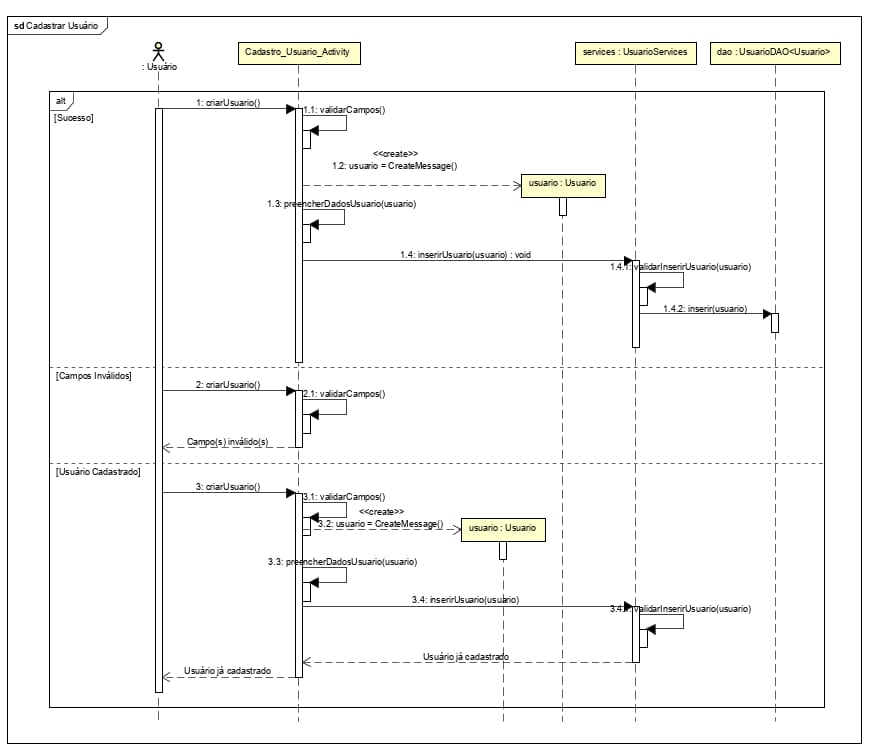 sd Cadastrar Usuário
: Usuário
Cadastro_Usuario_Activity
services : UsuarioServices
dao : UsuarioDAO<Usuario>
alt
[Sucesso]
1: criarUsuario()
1.1: validarCampos()
<<create>>
1.2: usuario = CreateMessage()
usuario : Usuario
1.3: preencherDadosUsuario(usuario)
1.4: inserirUsuario(usuario) : void
1.4.1: validarInserirUsuario(usuario)
1.4.2: inserir(usuario)
[Campos Inválidos]
2: criarUsuario()
2.1: validarCampos()
Campo(s) inválido(s)
[Usuário Cadastrado]
3: criarUsuario()
3.1: validarCampos()
<<create>>
3.2: usuario = CreateMessage()
usuario : Usuario
3.3: preencherDadosUsuario(usuario)
3.4: inserirUsuario(usuário)
3.4.1: validarInserirUsuario(usuario)
Usuário já cadastrado
Usuário já cadastrado